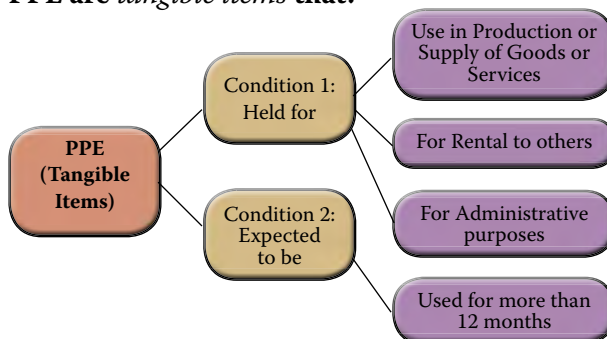 PPE are tangible items that:
PPE
(Tangible
Items)
Condition 1:
Held for
Use in Production or
Supply of Goods or
Services
For Rental to others
For Administrative
purposes
Condition 2:
Expected
to be
Used for more than
12 months